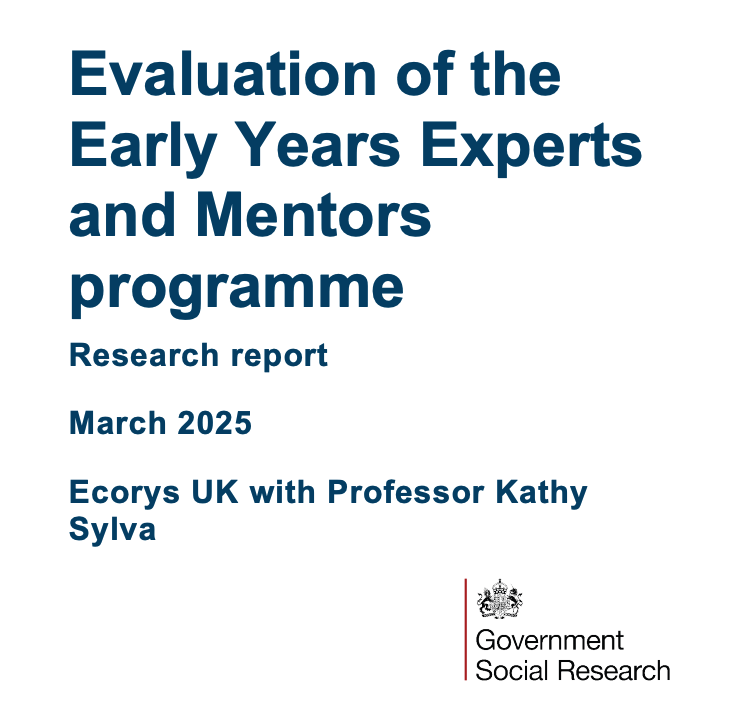 Evaluation of the
Early Years Experts
and Mentors
programme
Research report
March 2025
Ecorys UK with Professor Kathy
Sylva
Government
Social Research